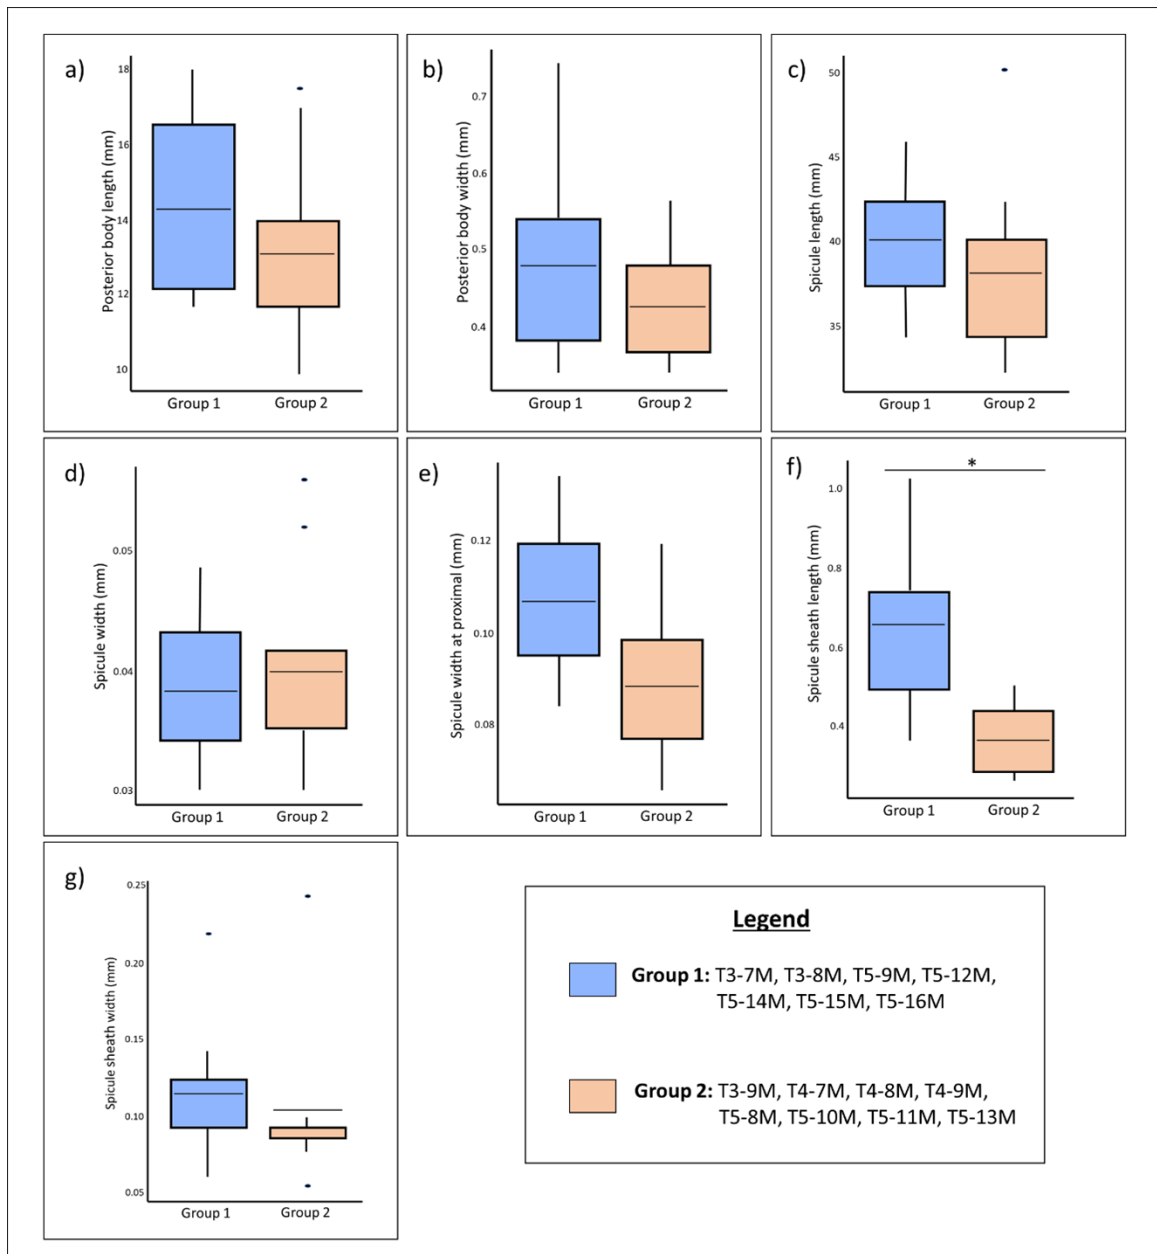 a)
Posterior body length (mm)
18
16
14
12
10
Group 1
Group 2
b)
Posterior body width (mm)
0.7
0.6
0.5
0.4
Group 1
Group 2
c)
Spicule length (mm)
50
45
40
35
Group 1
Group 2
d)
Spicule width (mm)
0.05
0.04
0.03
Group 1
Group 2
e)
Spicule width at proximal (mm)
0.12
0.10
0.08
Group 1
Group 2
f)
*
Spicule sheath length (mm)
1.0
0.8
0.6
0.4
Group 1
Group 2
g)
Spicule sheath width (mm)
0.25
0.20
0.15
0.10
0.05
Group 1
Group 2
Legend
Group 1: T3-7M, T3-8M, T5-9M, T5-12M,
T5-14M, T5-15M, T5-16M
Group 2: T3-9M, T4-7M, T4-8M, T4-9M,
T5-8M, T5-10M, T5-11M, T5-13M